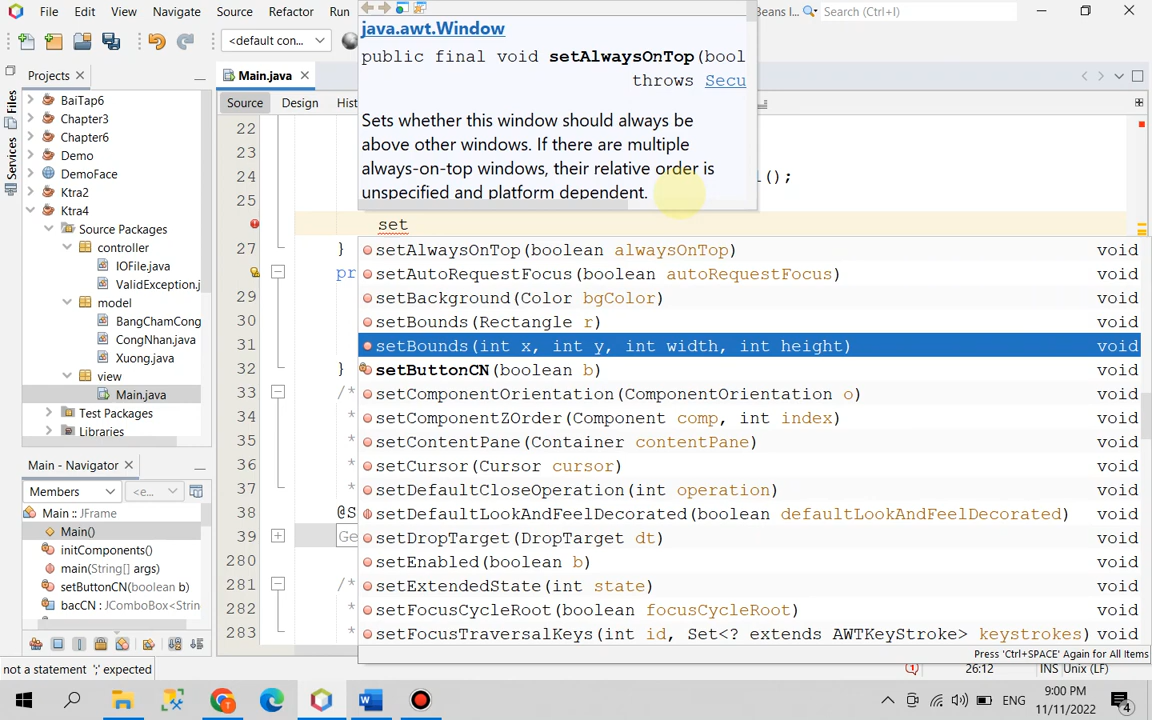 File Edit View Navigate Source Refactor Run
Beans I...
Search (Ctrl+I)
<default con...
Projects
Main.java
Source Design Hist
Files
Services
BaiTap6
Chapter3
Chapter6
Demo
DemoFace
Ktra2
Ktra4
Source Packages
controller
IOFile.java
ValidException.j
model
BangChamCong
CongNhan.java
Xuong.java
view
Main.java
Test Packages
Libraries
Main - Navigator
Members
<e...
Main :: JFrame
Main()
initComponents()
main(String[] args)
setButtonCN(boolean b)
bacCN : JComboBox<String
java.awt.Window
public final void setAlwaysOnTop(bool
throws Secu
Sets whether this window should always be
above other windows. If there are multiple
always-on-top windows, their relative order is
unspecified and platform dependent.
22
23
24 l();
25
set
27 }
pr
29
30
31
32 }
33 /*
34 *
35 *
36 *
37 *
38 @S
39 Ge
280
281 /*
282 *
283 *
setAlwaysOnTop(boolean alwaysOnTop) void
setAutoRequestFocus(boolean autoRequestFocus) void
setBackground(Color bgColor) void
setBounds(Rectangle r) void
setBounds(int x, int y, int width, int height) void
setButtonCN(boolean b) void
setComponentOrientation(ComponentOrientation o) void
setComponentZOrder(Component comp, int index) void
setContentPane(Container contentPane) void
setCursor(Cursor cursor) void
setDefaultCloseOperation(int operation) void
setDefaultLookAndFeelDecorated(boolean defaultLookAndFeelDecorated) void
setDropTarget(DropTarget dt) void
setEnabled(boolean b) void
setExtendedState(int state) void
setFocusCycleRoot(boolean focusCycleRoot) void
setFocusTraversalKeys(int id, Set<? extends AWTKeyStroke> keystrokes) void
Press 'Ctrl+SPACE' Again for All Items
not a statement ';' expected
26:12 INS Unix (LF)
ENG
9:00 PM
11/11/2022
4